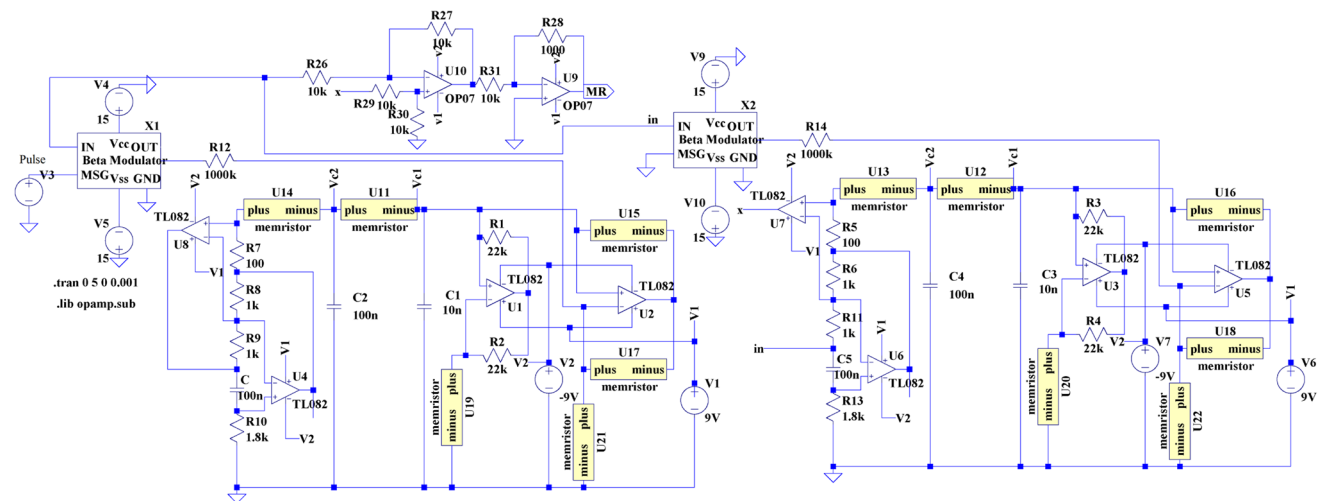 R27
10k
R28
1000
v2
v2
R26
10k
U10
OP07
R31
10k
U9
OP07
MR
x
R29
10k
R30
10k
v1
v1
V4
15
X1
IN
Vcc
OUT
Beta Modulator
MSG
Vss
GND
Pulse
V3
V5
15
.tran 0 5 0 0.001
.lib opamp.sub
R12
1000k
V2
TL082
U8
V1
U14
plus minus
memristor
Vc2
U11
plus minus
memristor
Vc1
R7
100
R8
1k
R9
1k
C
100n
R10
1.8k
V1
U4
TL082
V2
C2
100n
C1
10n
R1
22k
TL082
U1
R2
22k
U15
plus minus
memristor
TL082
U2
U17
plus minus
memristor
V2
V2
-9V
memristor
minus plus
U19
memristor
minus plus
U21
V1
V1
9V
V9
15
X2
in
IN
Vcc
OUT
Beta Modulator
MSG
Vss
GND
V10
15
R14
1000k
V2
x
TL082
U7
V1
U13
plus minus
memristor
Vc2
U12
plus minus
memristor
Vc1
R5
100
R6
1k
R11
1k
in
C5
100n
R13
1.8k
V1
U6
TL082
V2
C4
100n
C3
10n
R3
22k
TL082
U3
R4
22k
U16
plus minus
memristor
TL082
U5
U18
plus minus
memristor
V2
V7
-9V
memristor
minus plus
U20
memristor
minus plus
U22
V1
V6
9V